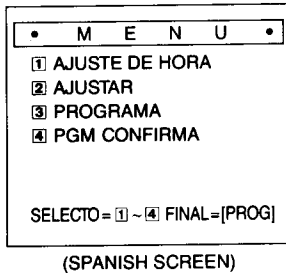 • M E N U •
1 AJUSTE DE HORA
2 AJUSTAR
3 PROGRAMA
4 PGM CONFIRMA
SELECTO= 1 ~ 4 FINAL=[PROG]
(SPANISH SCREEN)